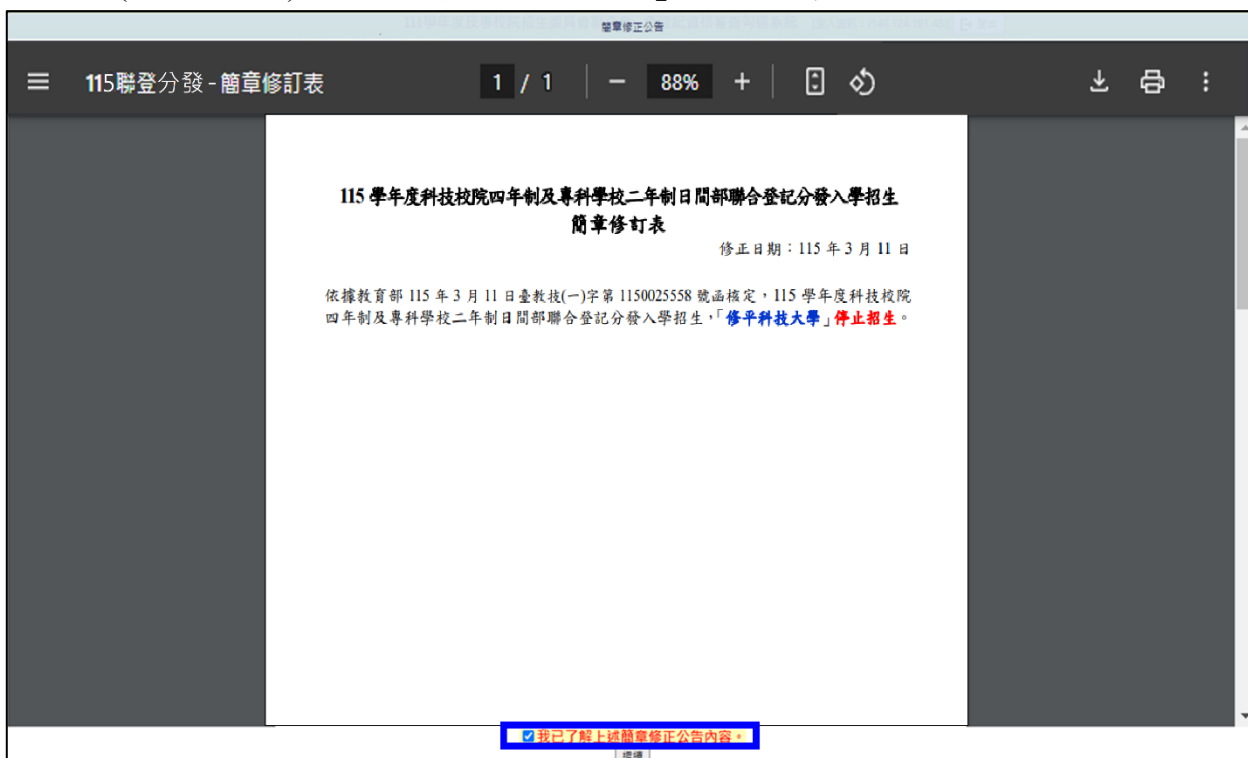 簡章修正公告
115聯登分發-簡章修訂表
1 / 1
88%
115 學年度科技校院四年制及專科學校二年制日間部聯合登記分發入學招生
簡章修訂表
修正日期：115 年 3 月 11 日
依據教育部 115 年 3 月 11 日臺教技(一)字第 1150025558 號函核定，115 學年度科技校院
四年制及專科學校二年制日間部聯合登記分發入學招生，「修平科技大學」停止招生。
我已了解上述簡章修正公告內容。
繼續